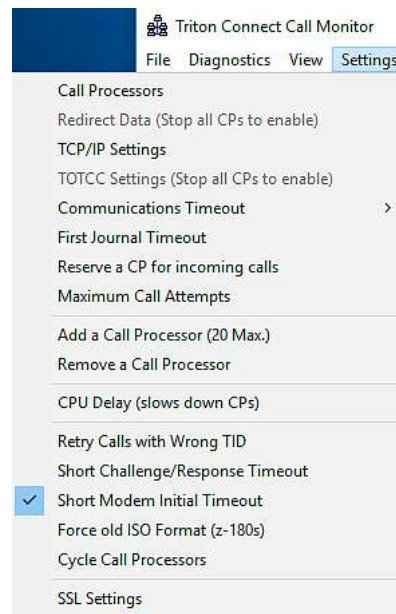 Triton Connect Call Monitor
File Diagnostics View Settings
Call Processors
Redirect Data (Stop all CPs to enable)
TCP/IP Settings
TOTCC Settings (Stop all CPs to enable)
Communications Timeout
First Journal Timeout
Reserve a CP for incoming calls
Maximum Call Attempts
Add a Call Processor (20 Max.)
Remove a Call Processor
CPU Delay (slows down CPs)
Retry Calls with Wrong TID
Short Challenge/Response Timeout
Short Modem Initial Timeout
Force old ISO Format (z-180s)
Cycle Call Processors
SSL Settings